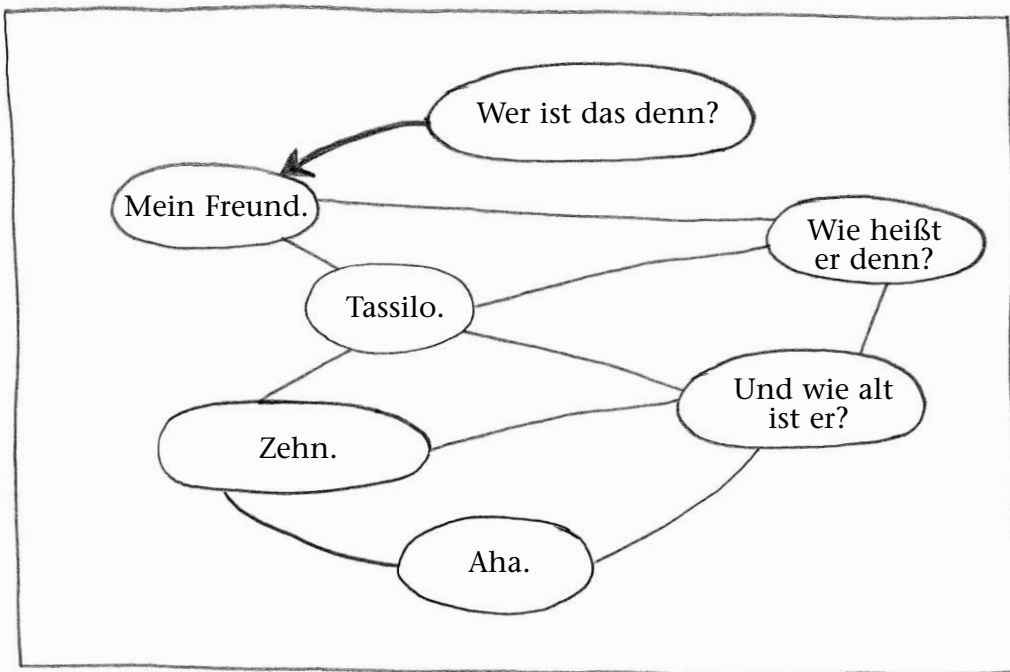 Wer ist das denn?
Mein Freund.
Wie heißt
er denn?
Tassilo.
Und wie alt
ist er?
Zehn.
Aha.